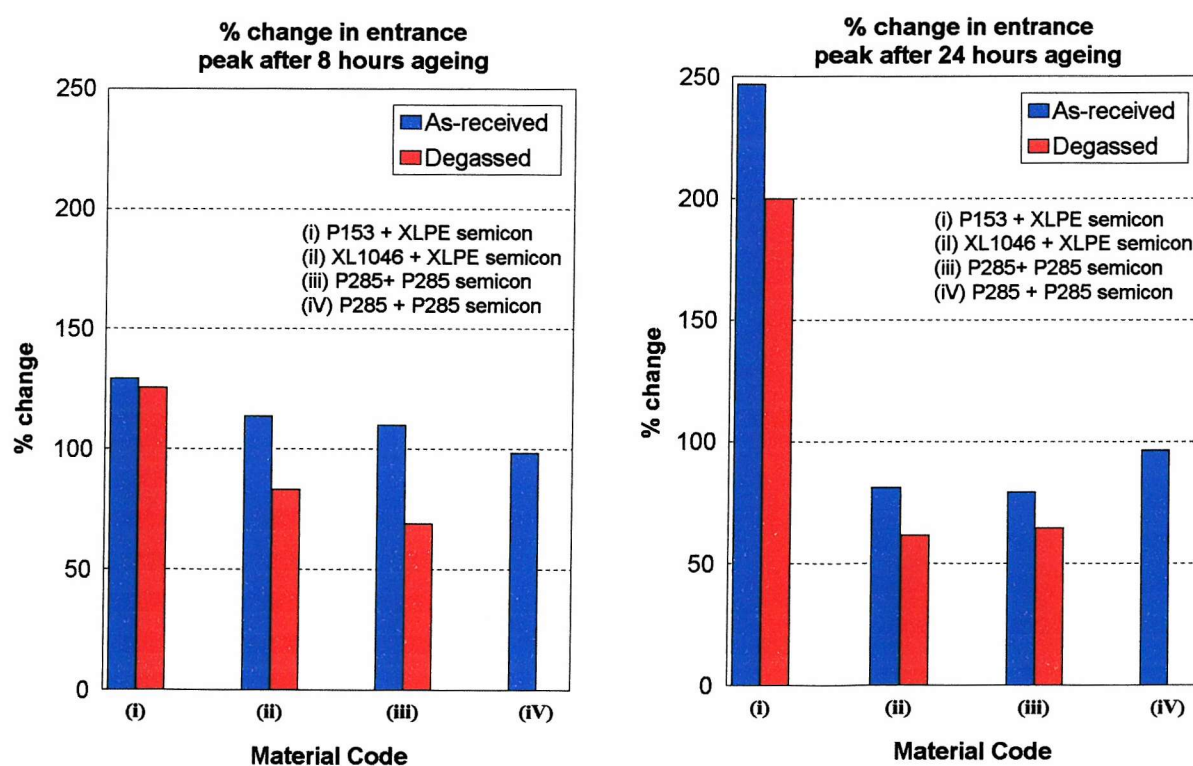 % change in entrance
peak after 8 hours ageing
250
200
150
100
50
0
% change
As-received
Degassed
(i) P153 + XLPE semicon
(ii) XL1046 + XLPE semicon
(iii) P285+ P285 semicon
(iV) P285 + P285 semicon
(i) (ii) (iii) (iV)
Material Code
% change in entrance
peak after 24 hours ageing
250
200
150
100
50
0
% change
As-received
Degassed
(i) P153 + XLPE semicon
(ii) XL1046 + XLPE semicon
(iii) P285+ P285 semicon
(iV) P285 + P285 semicon
(i) (ii) (iii) (iV)
Material Code